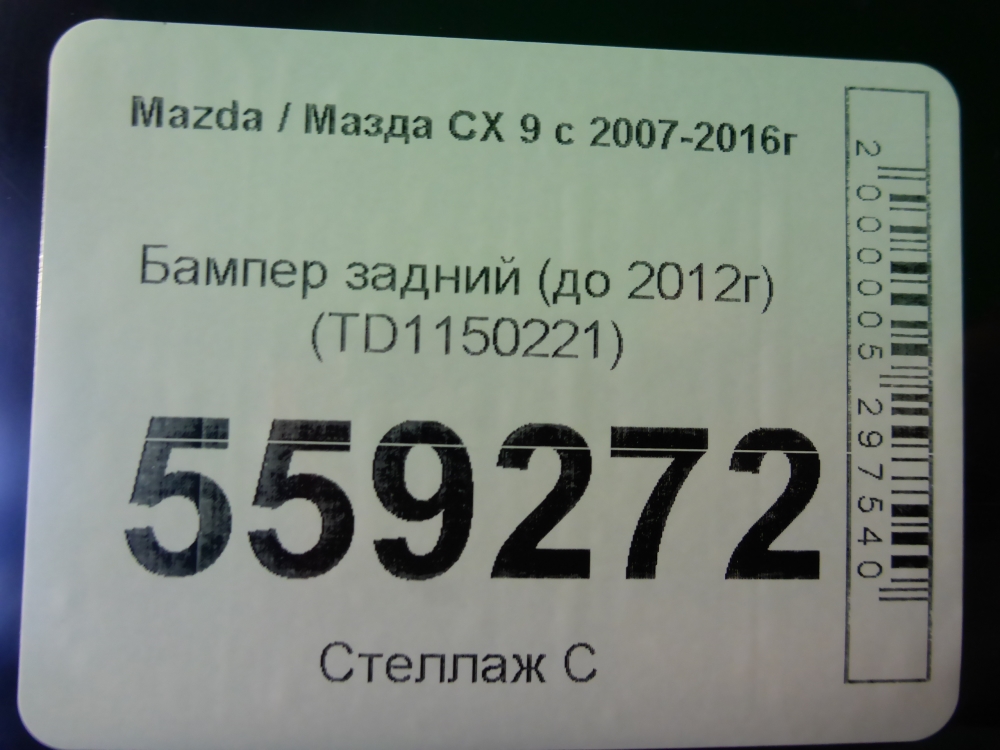 Mazda / Мазда CX 9 с 2007-2016г
Бампер задний (до 2012г)
(TD1150221)
559272
Стеллаж С
2000005297540